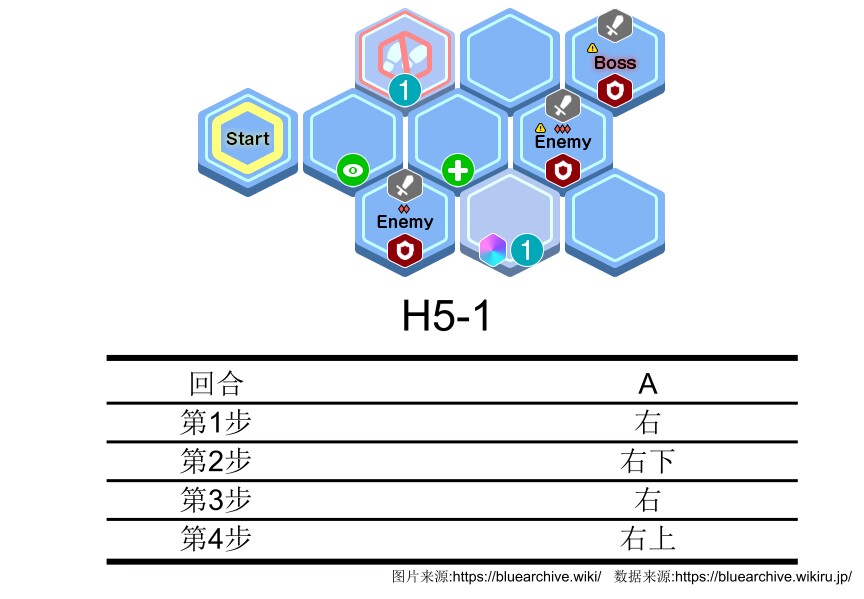 1
Boss
Start
Enemy
Enemy
1
H5-1
回合 A
第1步 右
第2步 右下
第3步 右
第4步 右上
图片来源:https://bluearchive.wiki/ 数据来源:https://bluearchive.wikiru.jp/